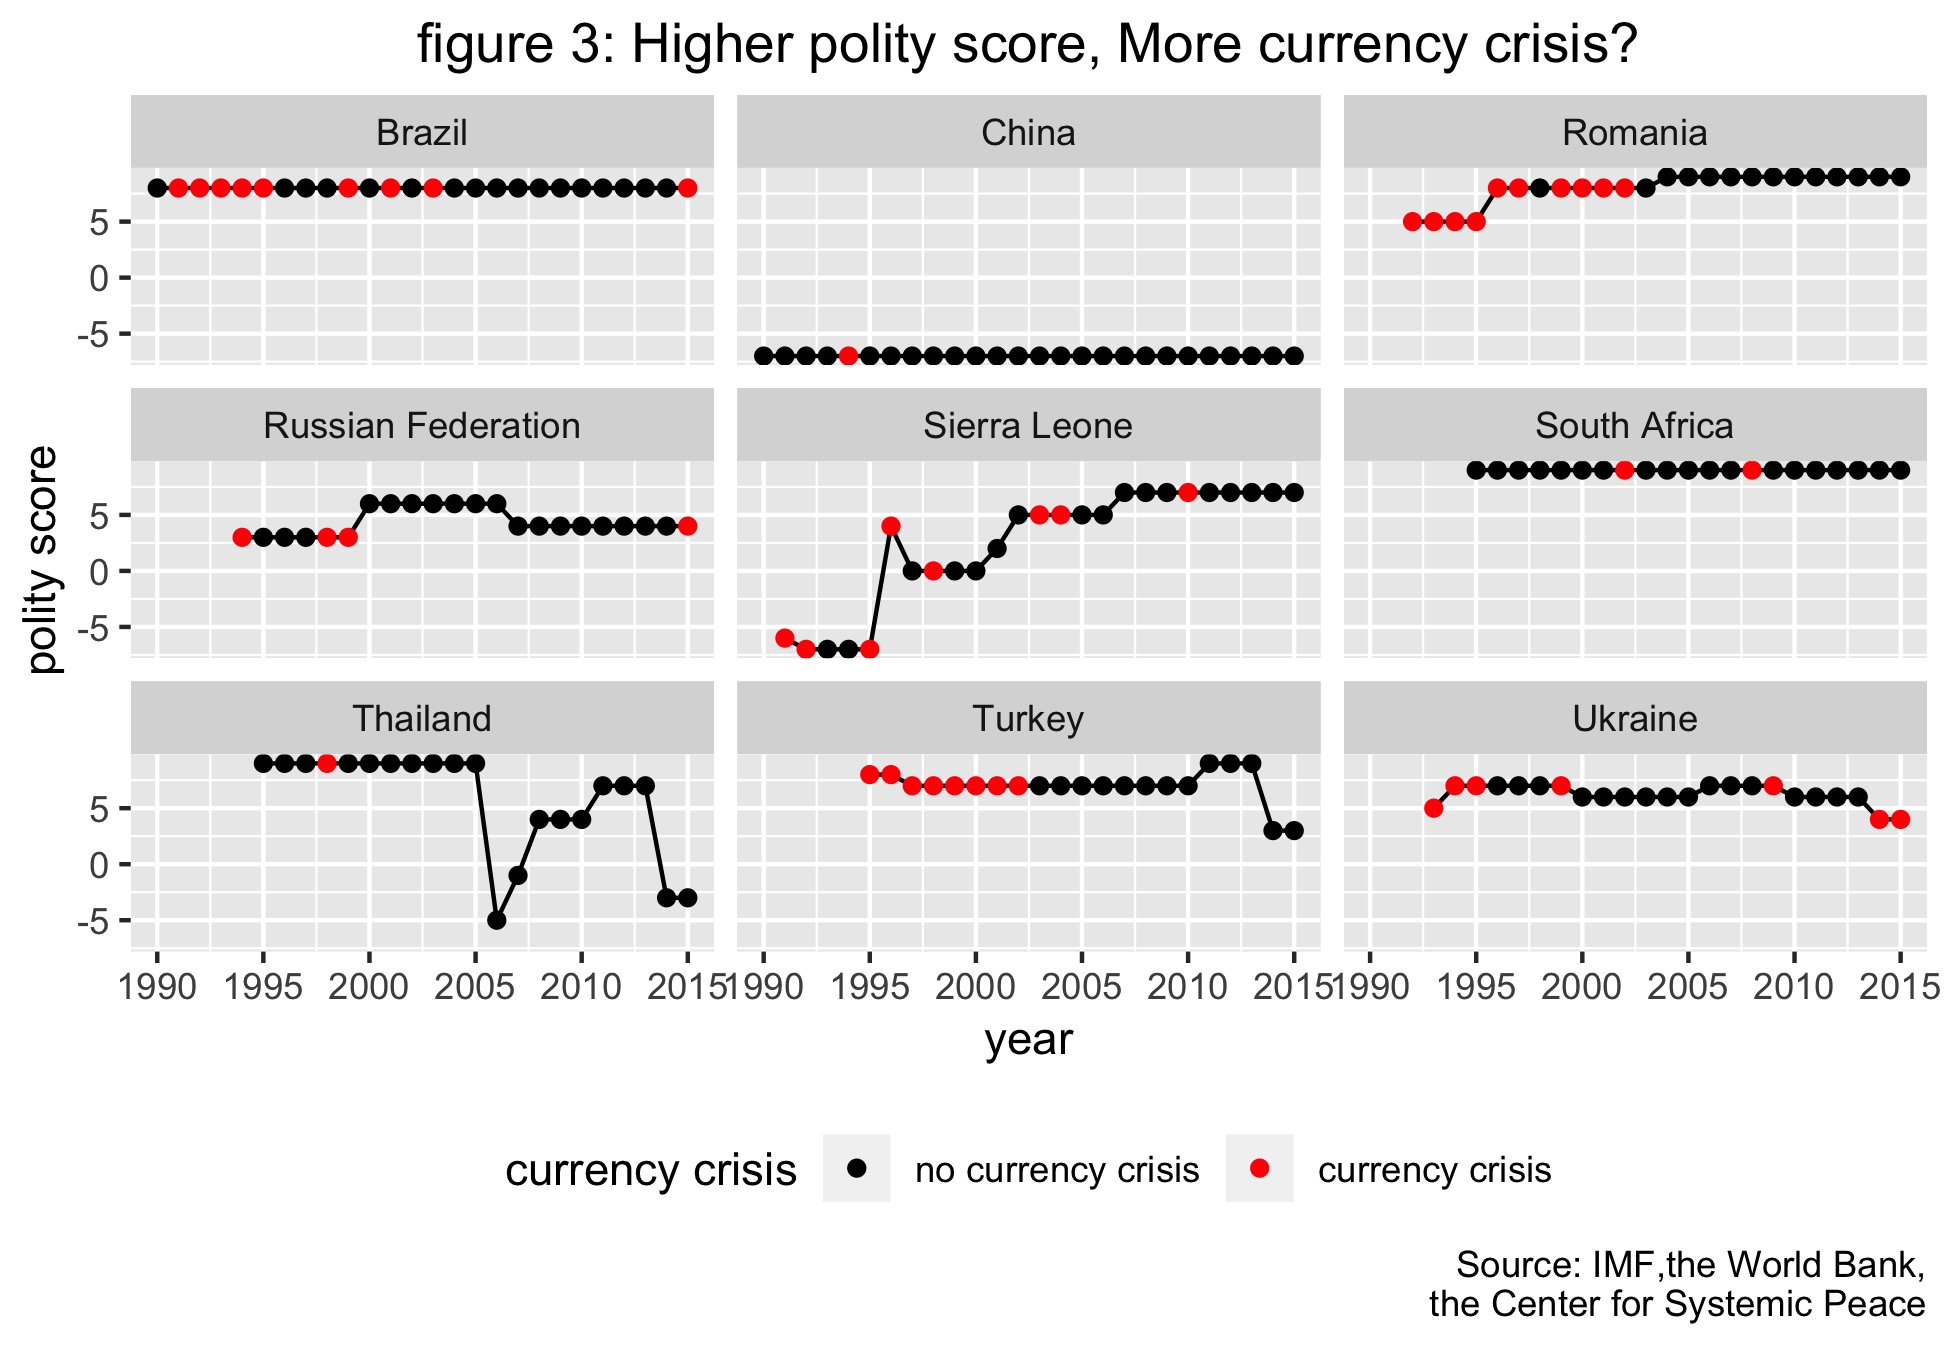 figure 3: Higher polity score, More currency crisis?
Brazil
China
Romania
5
0
-5
Russian Federation
Sierra Leone
South Africa
5
0
-5
polity score
Thailand
Turkey
Ukraine
5
0
-5
1990 1995 2000 2005 2010 2015
1990 1995 2000 2005 2010 2015
1990 1995 2000 2005 2010 2015
year
currency crisis
no currency crisis
currency crisis
Source: IMF,the World Bank,
the Center for Systemic Peace